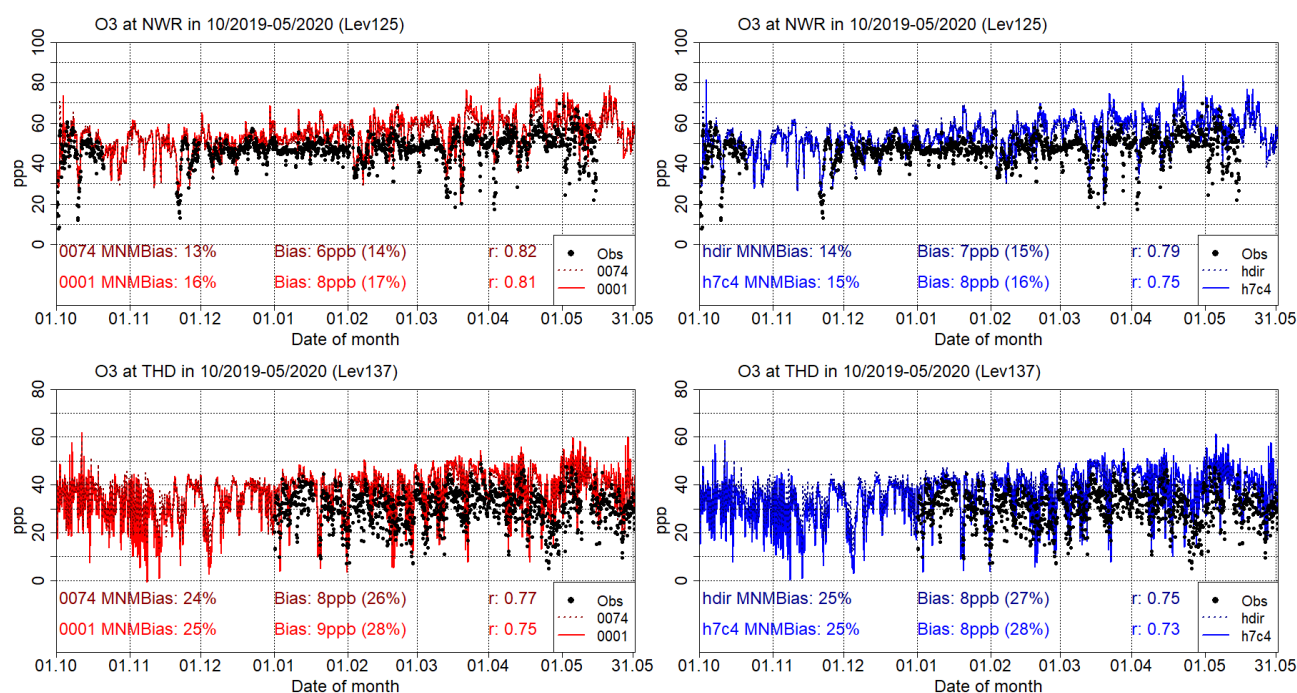 O3 at NWR in 10/2019-05/2020 (Lev125)
ppb
100
80
60
40
20
0
0074 MNMBias: 13% Bias: 6ppb (14%) r: 0.82
0001 MNMBias: 16% Bias: 8ppb (17%) r: 0.81
Obs
0074
0001
01.10 01.11 01.12 01.01 01.02 01.03 01.04 01.05 31.05
Date of month
O3 at NWR in 10/2019-05/2020 (Lev125)
ppb
100
80
60
40
20
0
hdir MNMBias: 14% Bias: 7ppb (15%) r: 0.79
h7c4 MNMBias: 15% Bias: 8ppb (16%) r: 0.75
Obs
hdir
h7c4
01.10 01.11 01.12 01.01 01.02 01.03 01.04 01.05 31.05
Date of month
O3 at THD in 10/2019-05/2020 (Lev137)
ppb
80
60
40
20
0
0074 MNMBias: 24% Bias: 8ppb (26%) r: 0.77
0001 MNMBias: 25% Bias: 9ppb (28%) r: 0.75
Obs
0074
0001
01.10 01.11 01.12 01.01 01.02 01.03 01.04 01.05 31.05
Date of month
O3 at THD in 10/2019-05/2020 (Lev137)
ppb
80
60
40
20
0
hdir MNMBias: 25% Bias: 8ppb (27%) r: 0.75
h7c4 MNMBias: 25% Bias: 8ppb (28%) r: 0.73
Obs
hdir
h7c4
01.10 01.11 01.12 01.01 01.02 01.03 01.04 01.05 31.05
Date of month